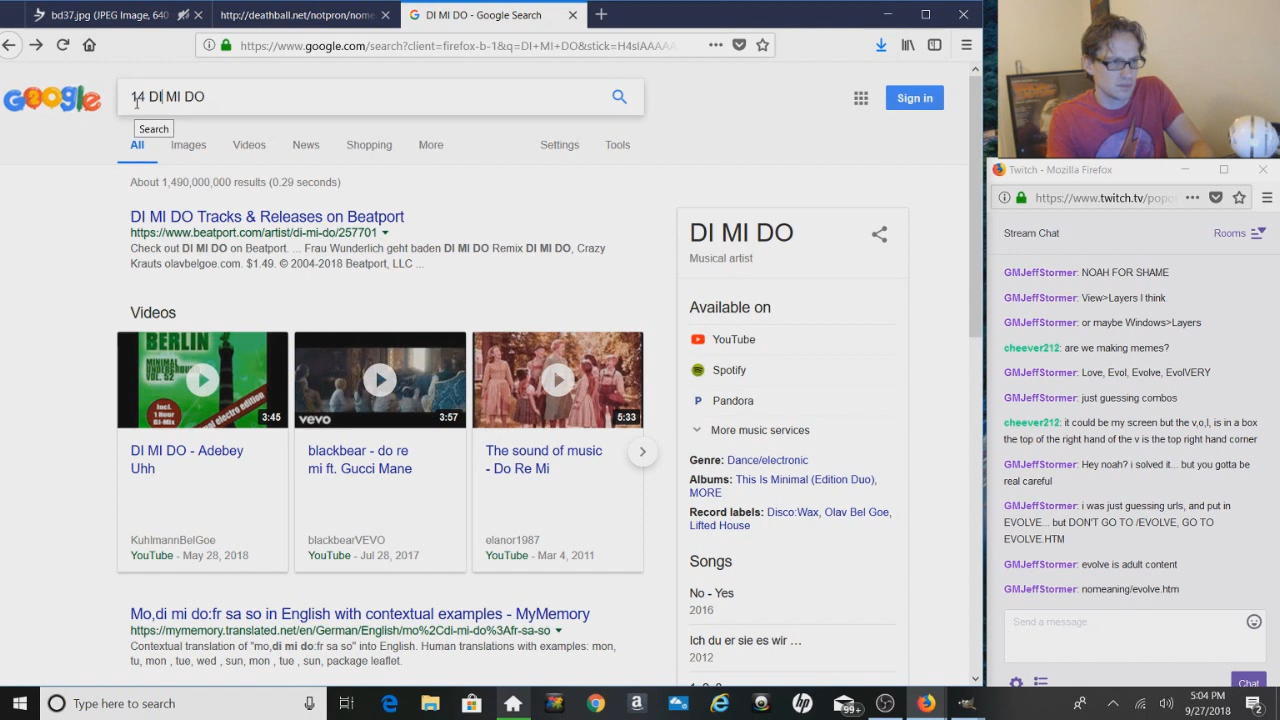 bd37.jpg (JPEG Image, 640
http://deathball.net/notpron/nome
DI MI DO - Google Search
https://www.google.com/search?client=firefox-b-1&q=DI+MI+DO&stick=H4sIAAAAA
Google
14 DI MI DO
Sign in
Search
All
Images
Videos
News
Shopping
More
Settings
Tools
About 1,490,000,000 results (0.29 seconds)
DI MI DO Tracks & Releases on Beatport
https://www.beatport.com/artist/di-mi-do/257701
Check out DI MI DO on Beatport. ... Frau Wunderlich geht baden DI MI DO Remix DI MI DO, Crazy
Krauts olavbelgoe.com. $1.49. © 2004-2018 Beatport, LLC ...
Videos
BERLIN
MINIMAL
UNDERGROUND
VOL. 52
Incl.
1 Hour
DJ-Mix
3:45
vevo
3:57
5:33
DI MI DO - Adebey
Uhh
KuhlmannBelGoe
YouTube - May 28, 2018
blackbear - do re
mi ft. Gucci Mane
blackbearVEVO
YouTube - Jul 28, 2017
The sound of music
- Do Re Mi
elanor1987
YouTube - Mar 4, 2011
Mo,di mi do:fr sa so in English with contextual examples - MyMemory
https://mymemory.translated.net/en/German/English/mo%2Cdi-mi-do%3Afr-sa-so
Contextual translation of "mo,di mi do:fr sa so" into English. Human translations with examples: mon,
tu, mon , tue, wed , sun, mon , tue , sun, package leaflet.
DI MI DO
Musical artist
Available on
YouTube
Spotify
Pandora
More music services
Genre: Dance/electronic
Albums: This Is Minimal (Edition Duo),
MORE
Record labels: Disco:Wax, Olav Bel Goe,
Lifted House
Songs
No - Yes
2016
Ich du er sie es wir ...
2012
Twitch - Mozilla Firefox
https://www.twitch.tv/popo
Stream Chat
Rooms
GMJeffStormer: NOAH FOR SHAME
GMJeffStormer: View>Layers I think
GMJeffStormer: or maybe Windows>Layers
cheever212: are we making memes?
GMJeffStormer: Love, Evol, Evolve, EvolVERY
GMJeffStormer: just guessing combos
cheever212: it could be my screen but the v,o,l, is in a box
the top of the right hand of the v is the top right hand corner
GMJeffStormer: Hey noah? i solved it... but you gotta be
real careful
GMJeffStormer: i was just guessing urls, and put in
EVOLVE... but DON'T GO TO /EVOLVE, GO TO
EVOLVE.HTM
GMJeffStormer: evolve is adult content
GMJeffStormer: nomeaning/evolve.htm
Send a message
Chat
Type here to search
99+
5:04 PM
9/27/2018
2